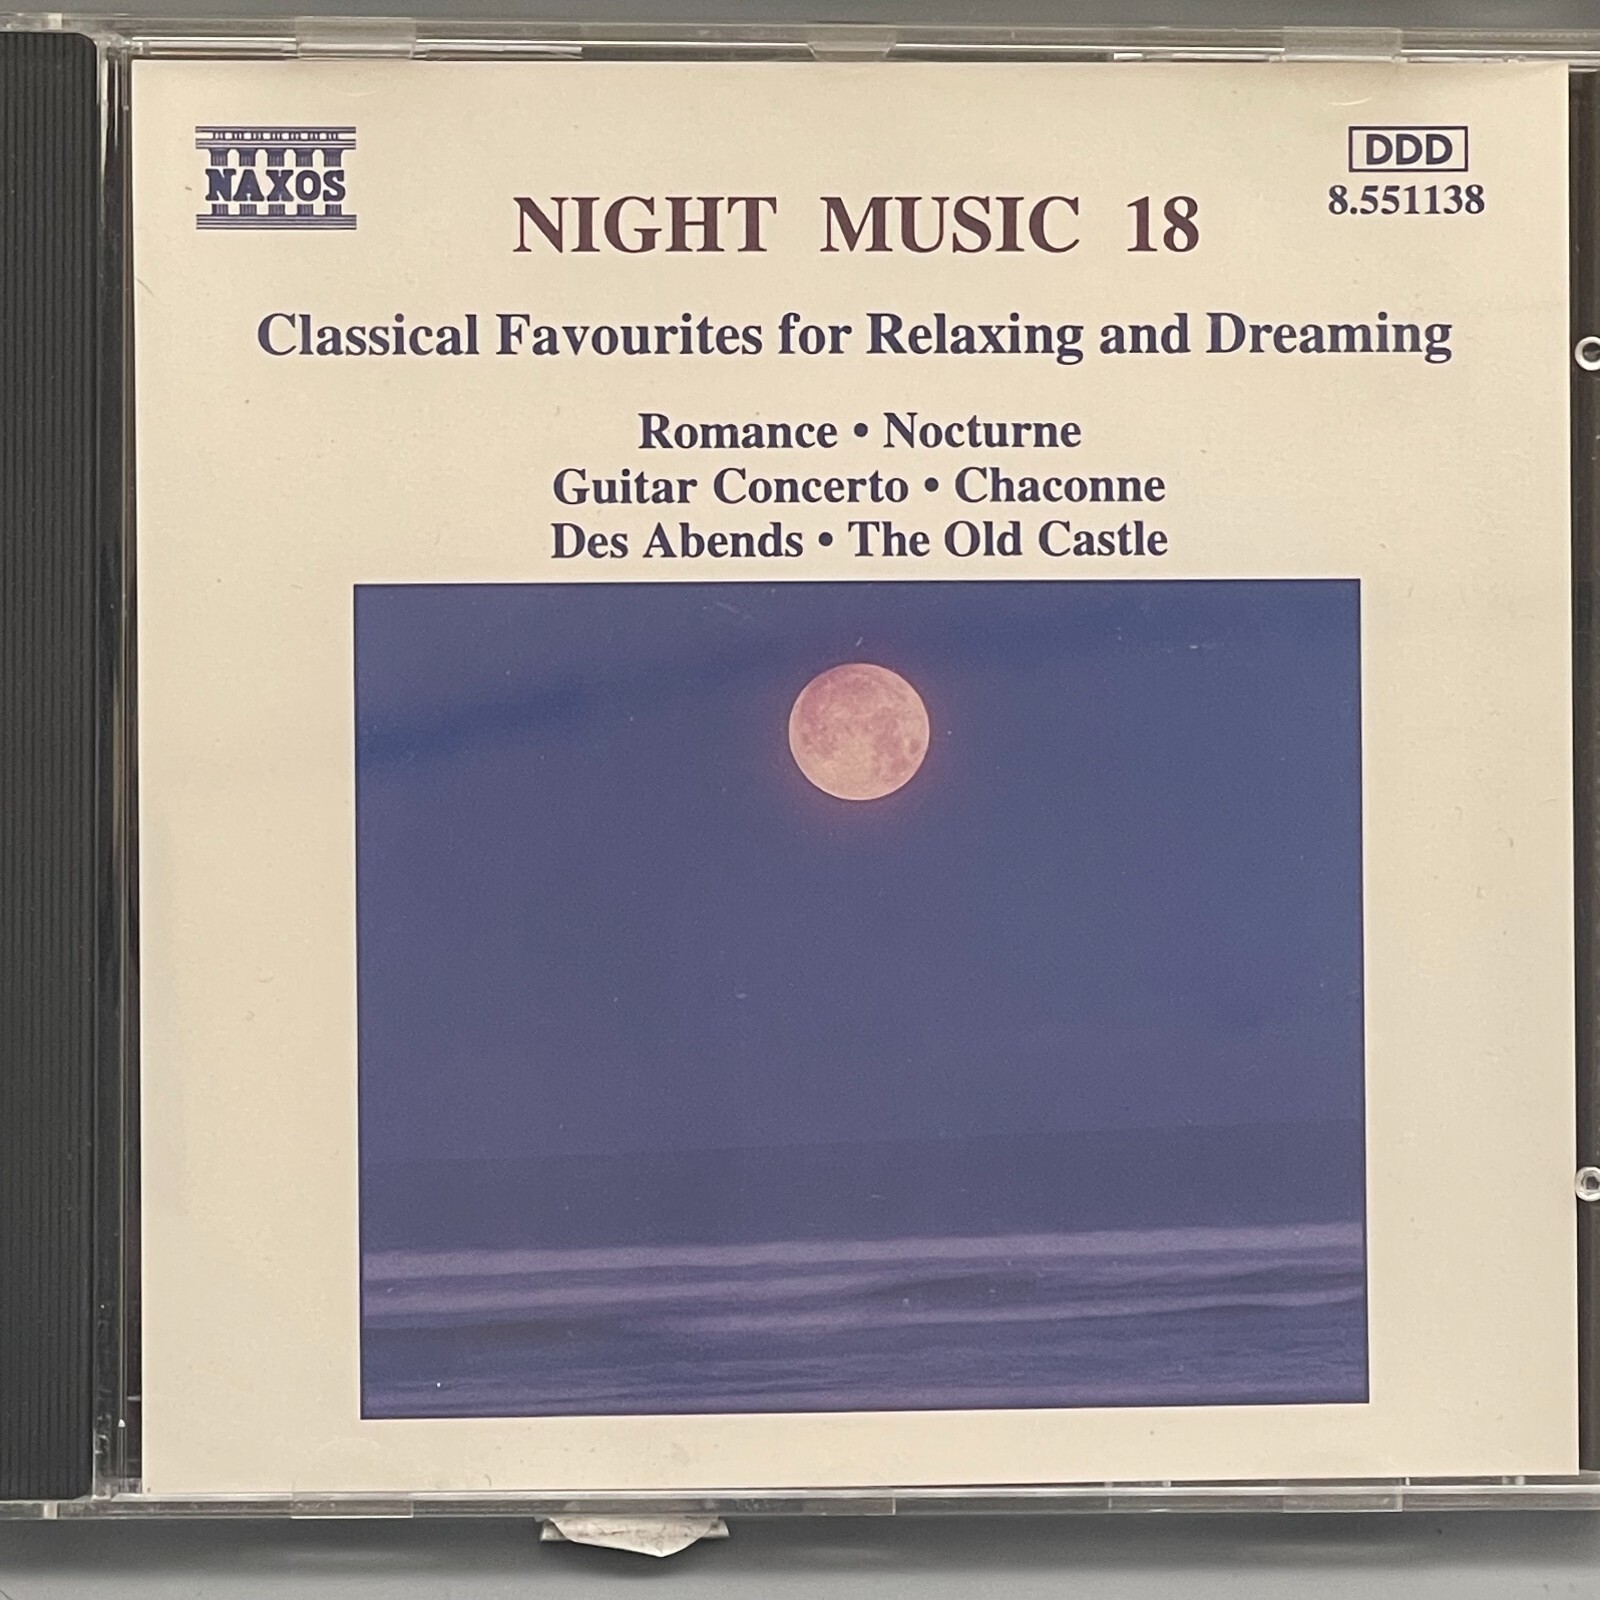 NAXOS
DDD
8.551138
NIGHT MUSIC 18
Classical Favourites for Relaxing and Dreaming
Romance • Nocturne
Guitar Concerto • Chaconne
Des Abends • The Old Castle